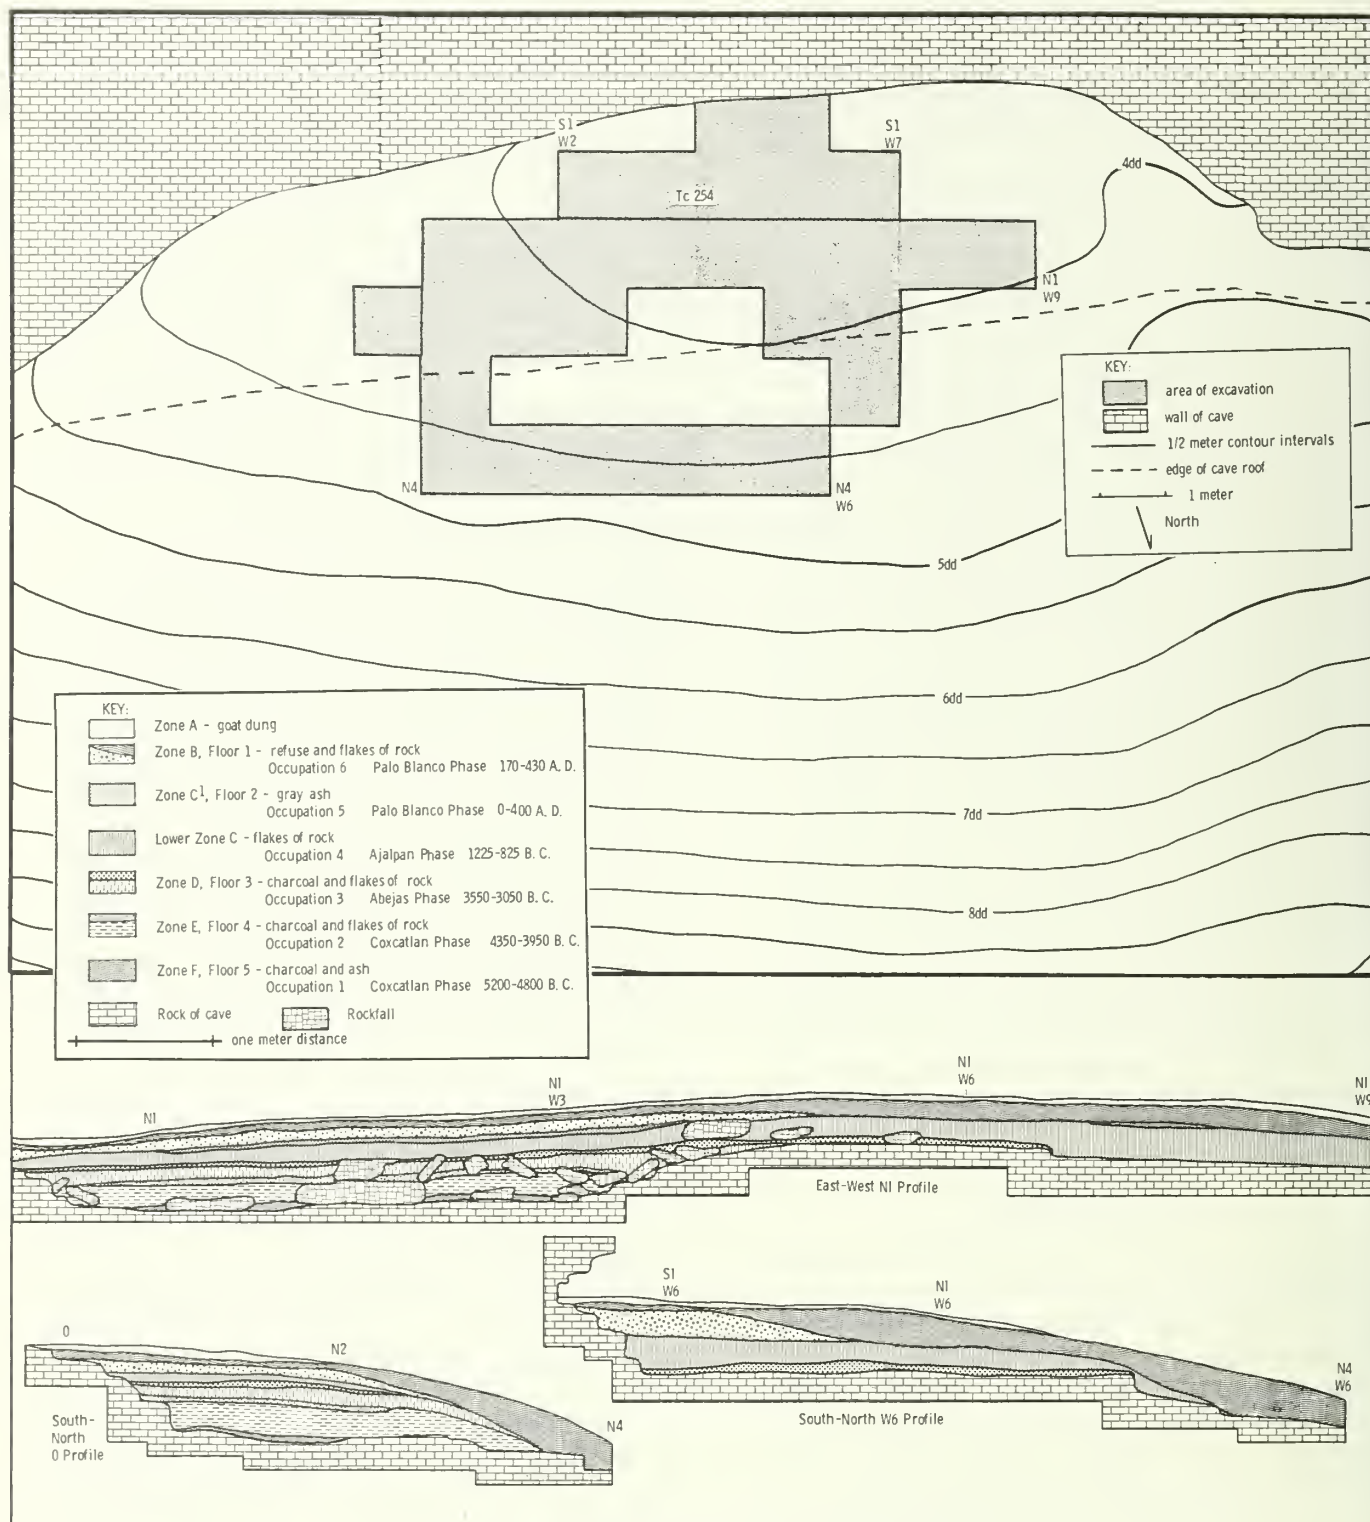 S1
W2
S1
W7
4dd
Tc 254
N1
W9
KEY:
area of excavation
wall of cave
1/2 meter contour intervals
edge of cave roof
1 meter
North
N4
N4
W6
5dd
6dd
7dd
8dd
KEY:
Zone A - goat dung
Zone B, Floor 1 - refuse and flakes of rock
Occupation 6 Palo Blanco Phase 170-430 A. D.
Zone C1, Floor 2 - gray ash
Occupation 5 Palo Blanco Phase 0-400 A. D.
Lower Zone C - flakes of rock
Occupation 4 Ajalpan Phase 1225-825 B. C.
Zone D, Floor 3 - charcoal and flakes of rock
Occupation 3 Abejas Phase 3550-3050 B. C.
Zone E, Floor 4 - charcoal and flakes of rock
Occupation 2 Coxcatlan Phase 4350-3950 B. C.
Zone F, Floor 5 - charcoal and ash
Occupation 1 Coxcatlan Phase 5200-4800 B. C.
Rock of cave Rockfall
one meter distance
N1
N1
W3
N1
W6
N1
W9
East-West N1 Profile
0
N2
N4
South-
North
0 Profile
S1
W6
N1
W6
N4
W6
South-North W6 Profile